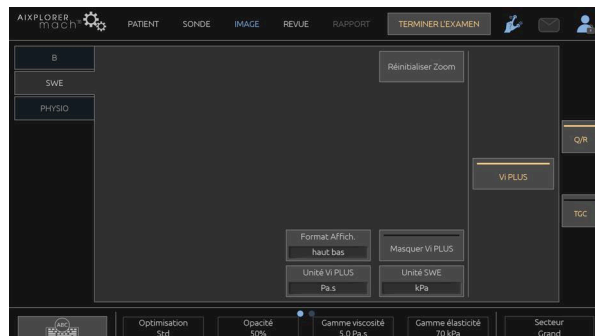 AIXPLORER
mach
PATIENT
SONDE
IMAGE
REVUE
RAPPORT
TERMINER L'EXAMEN
B
SWE
PHYSIO
Réinitialiser Zoom
Q/R
Vi PLUS
TGC
Format Affich.
haut bas
Masquer Vi PLUS
Unité Vi PLUS
Pa.s
Unité SWE
kPa
ABC
Optimisation
Std
Opacité
50%
Gamme viscosité
5.0 Pa.s
Gamme élasticité
70 kPa
Secteur
Grand